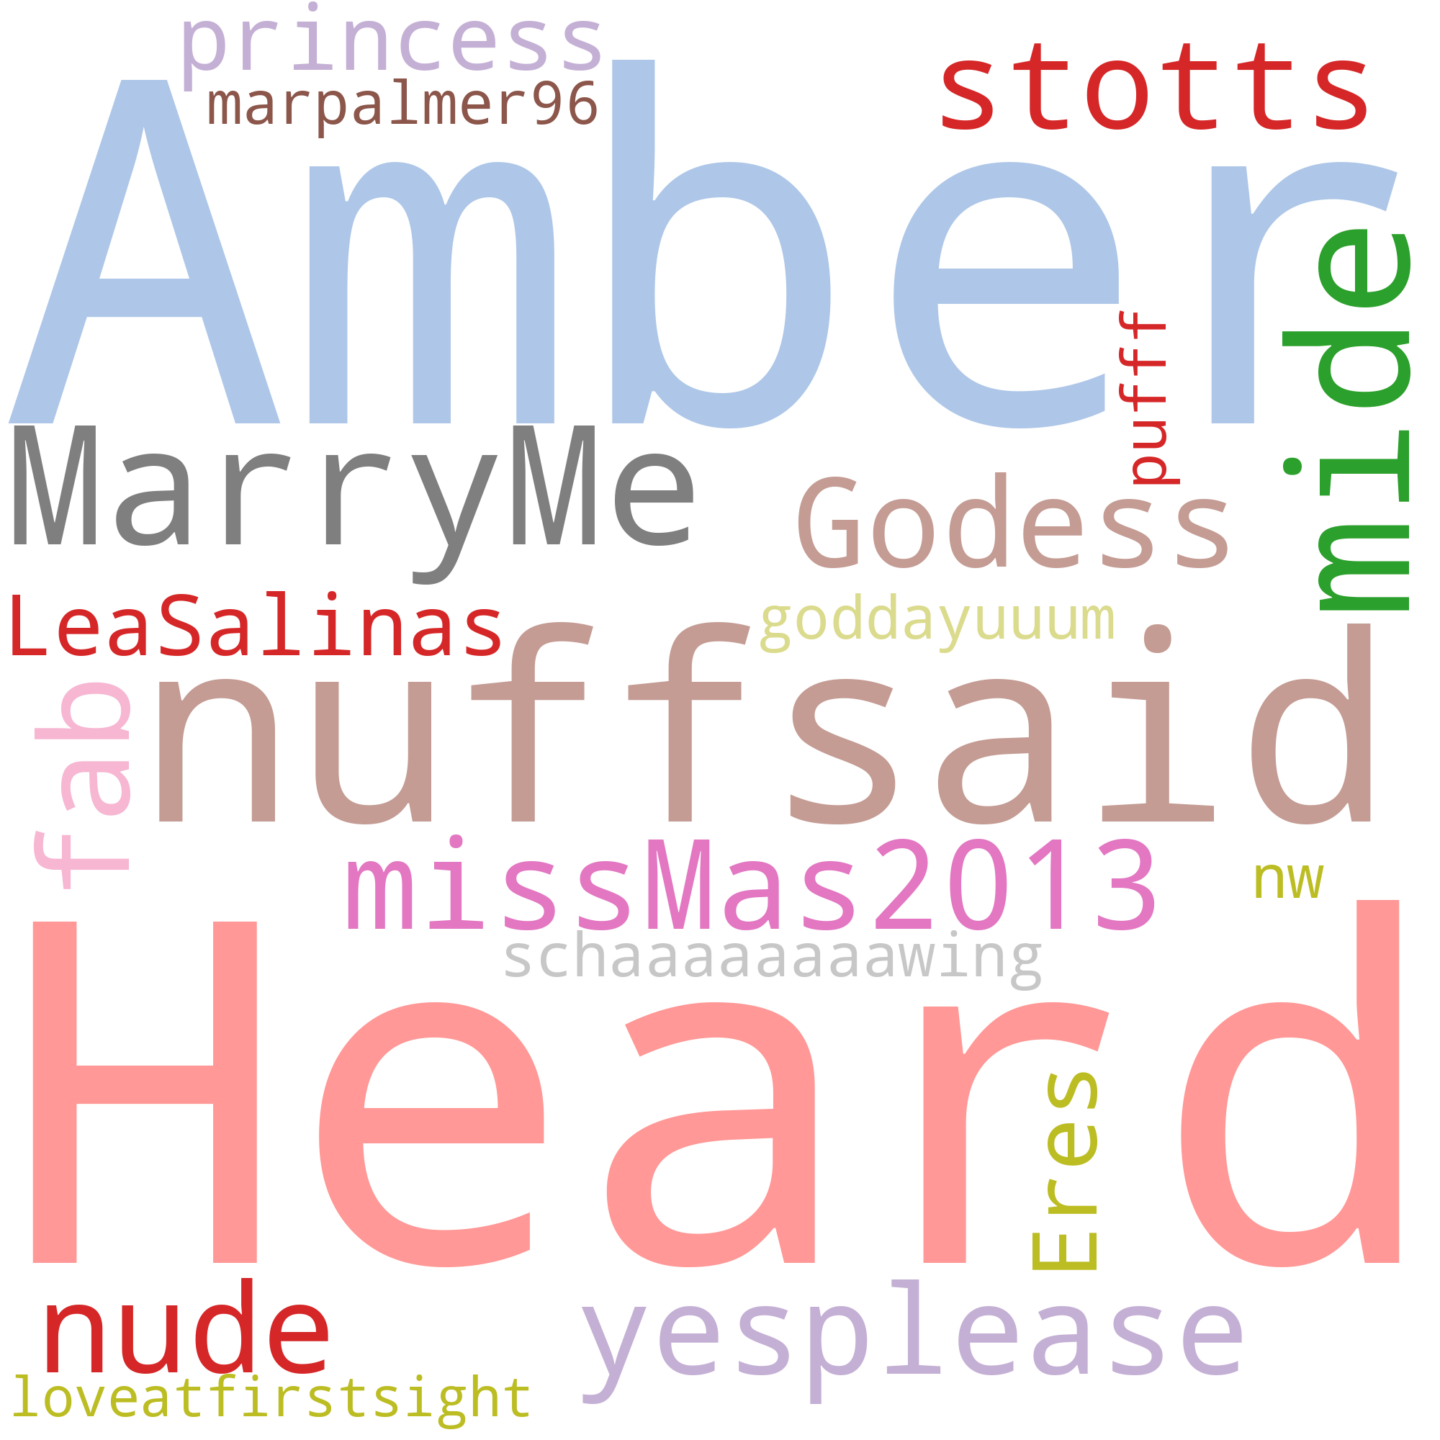 princess
marpalmer96
stotts
Amber
mide
pufff
MarryMe
Godess
LeaSalinas
goddayuuum
nuffsaid
fab
missMas2013
nw
schaaaaaaaawing
Heard
Eres
nude
yesplease
loveatfirstsight